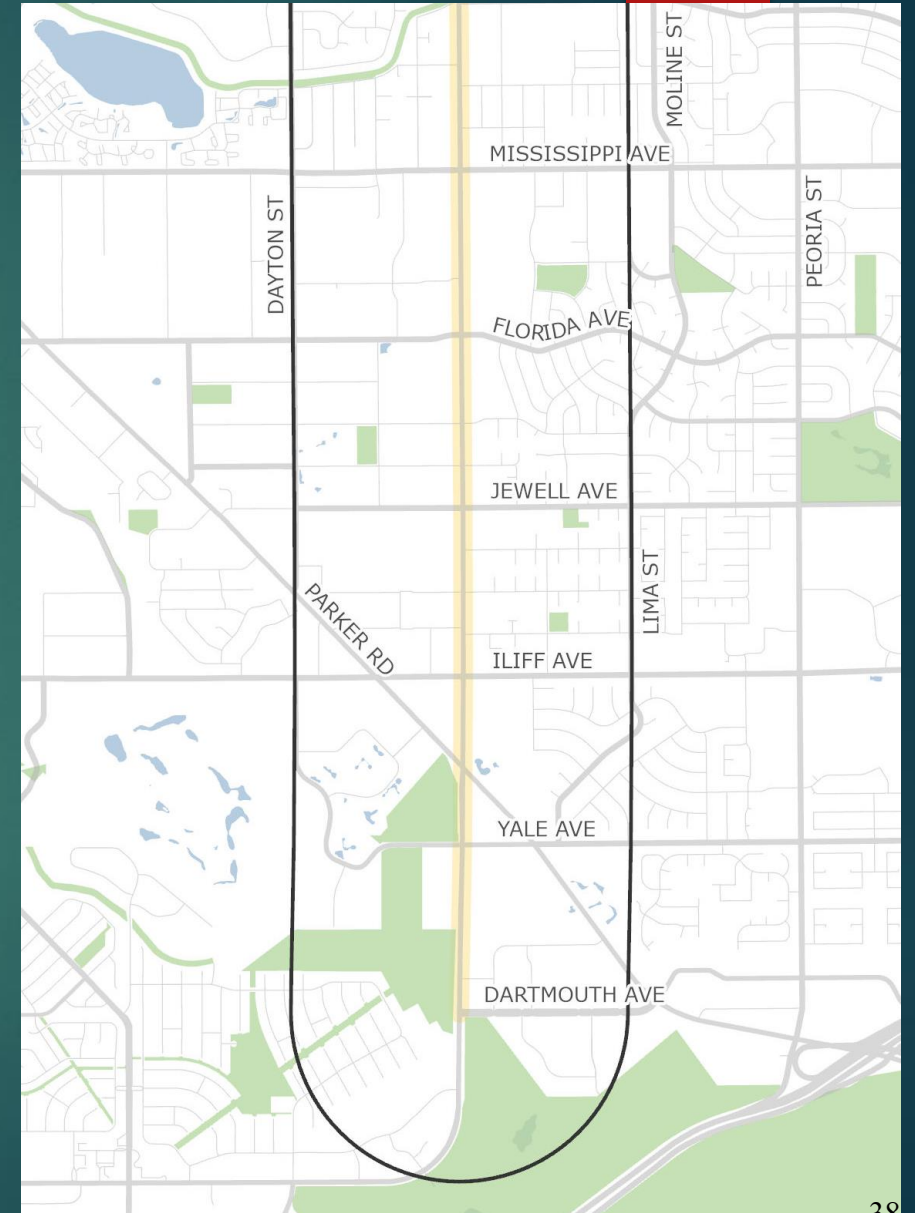 MOLINE ST
MISSISSIPPI AVE
DAYTON ST
PEORIA ST
FLORIDA AVE
JEWELL AVE
LIMA ST
PARKER RD
ILIFF AVE
YALE AVE
DARTMOUTH AVE
38